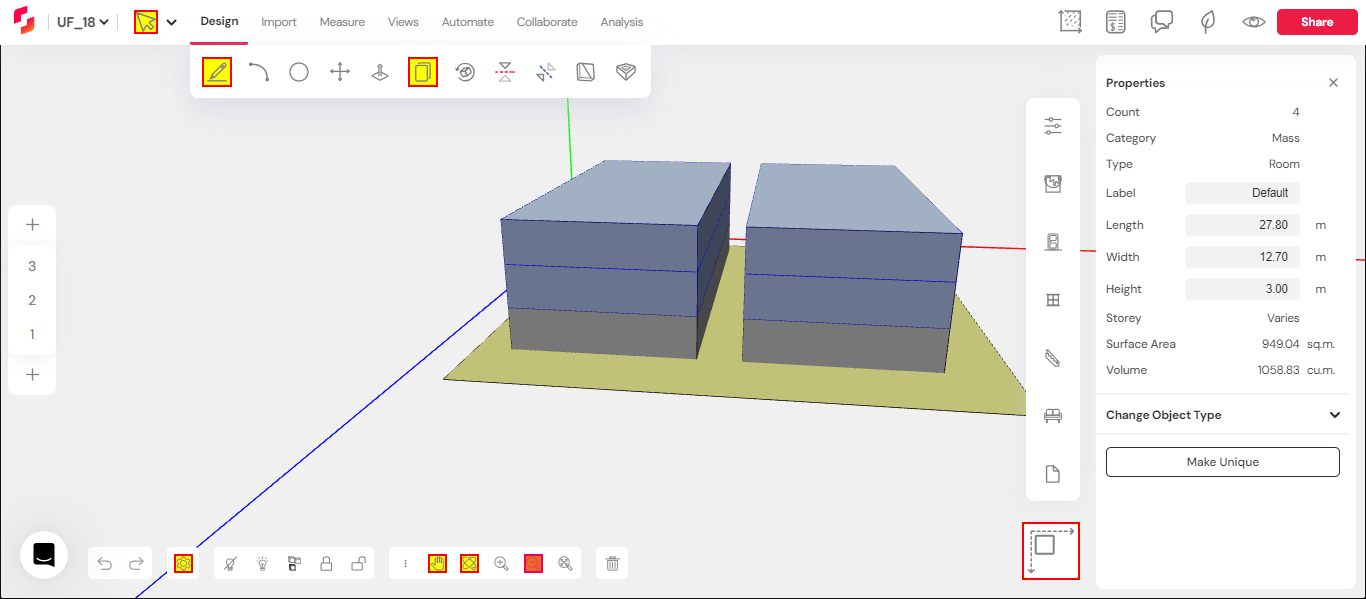 UF_18
Design
Import
Measure
Views
Automate
Collaborate
Analysis
Share
3
2
1
Properties
Count 4
Category Mass
Type Room
Label Default
Length 27.80 m
Width 12.70 m
Height 3.00 m
Storey Varies
Surface Area 949.04 sq.m.
Volume 1058.83 cu.m.
Change Object Type
Make Unique